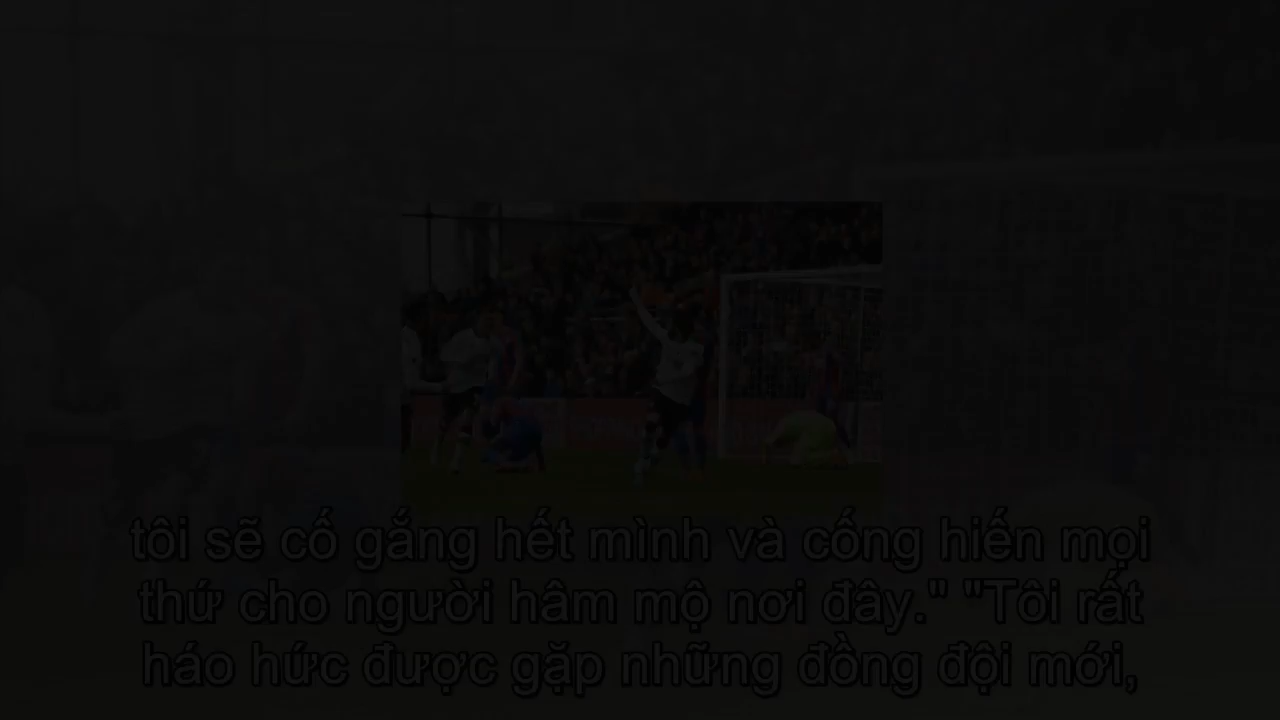 tôi sẽ cố gắng hết mình và cống hiến mọi
thứ cho người hâm mộ nơi đây." "Tôi rất
háo hức được gặp những đồng đội mới,